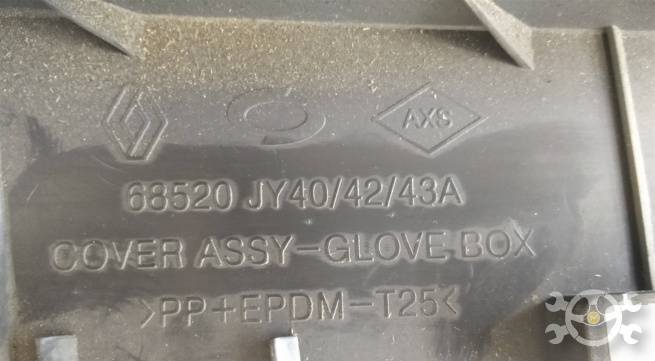 AXS
68520 JY40/42/43A
COVER ASSY-GLOVE BOX
>PP+EPDM-T25<